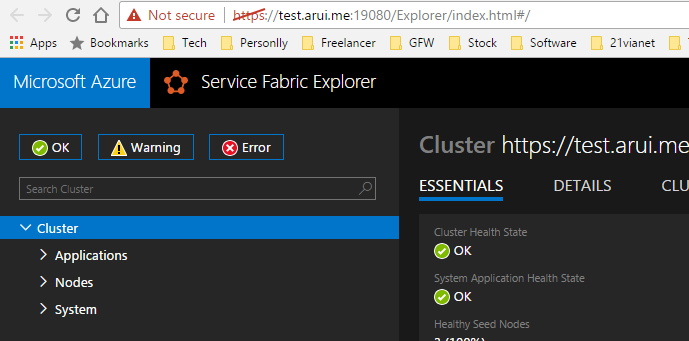 Not secure https://test.arui.me:19080/Explorer/index.html#/
Apps Bookmarks Tech Personlly Freelancer GFW Stock Software 21vianet
Microsoft Azure Service Fabric Explorer
OK Warning Error
Search Cluster
Cluster
Applications
Nodes
System
Cluster https://test.arui.me
ESSENTIALS DETAILS CLU
Cluster Health State
OK
System Application Health State
OK
Healthy Seed Nodes